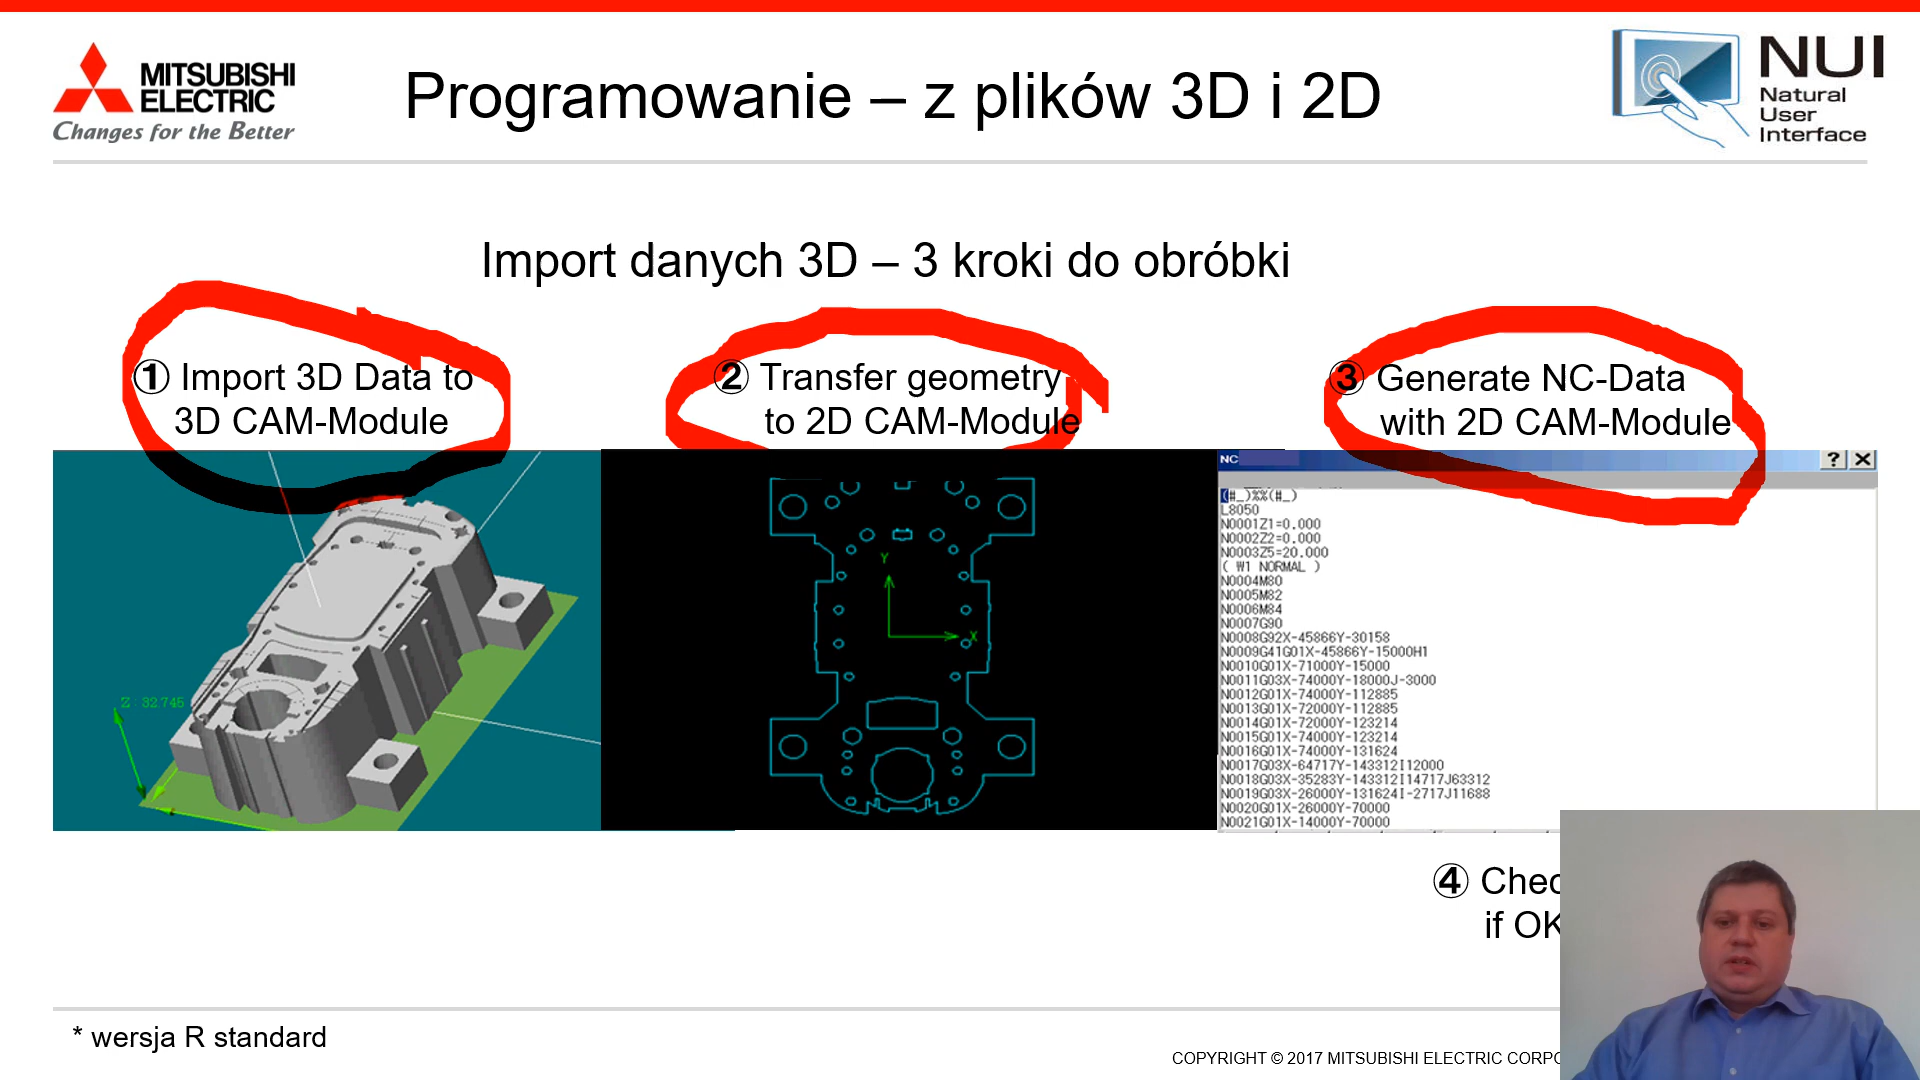 MITSUBISHI
ELECTRIC
Changes for the Better
Programowanie – z plików 3D i 2D
NUI
Natural
User
Interface
Import danych 3D – 3 kroki do obróbki
① Import 3D Data to
3D CAM-Module
② Transfer geometry
to 2D CAM-Module
③ Generate NC-Data
with 2D CAM-Module
Z : 32.745
Y
X
NC
(#_)%%(#_)
L8050
N0001Z1=0.000
N0002Z2=0.000
N0003Z5=20.000
( ₩1 NORMAL )
N0004M80
N0005M82
N0006M84
N0007G90
N0008G92X-45866Y-30158
N0009G41G01X-45866Y-15000H1
N0010G01X-71000Y-15000
N0011G03X-74000Y-18000J-3000
N0012G01X-74000Y-112885
N0013G01X-72000Y-112885
N0014G01X-72000Y-123214
N0015G01X-74000Y-123214
N0016G01X-74000Y-131624
N0017G03X-64717Y-143312I12000
N0018G03X-35283Y-143312I14717J63312
N0019G03X-26000Y-131624I-2717J11688
N0020G01X-26000Y-70000
N0021G01X-14000Y-70000
④ Chec
if OK
* wersja R standard
COPYRIGHT © 2017 MITSUBISHI ELECTRIC CORPO